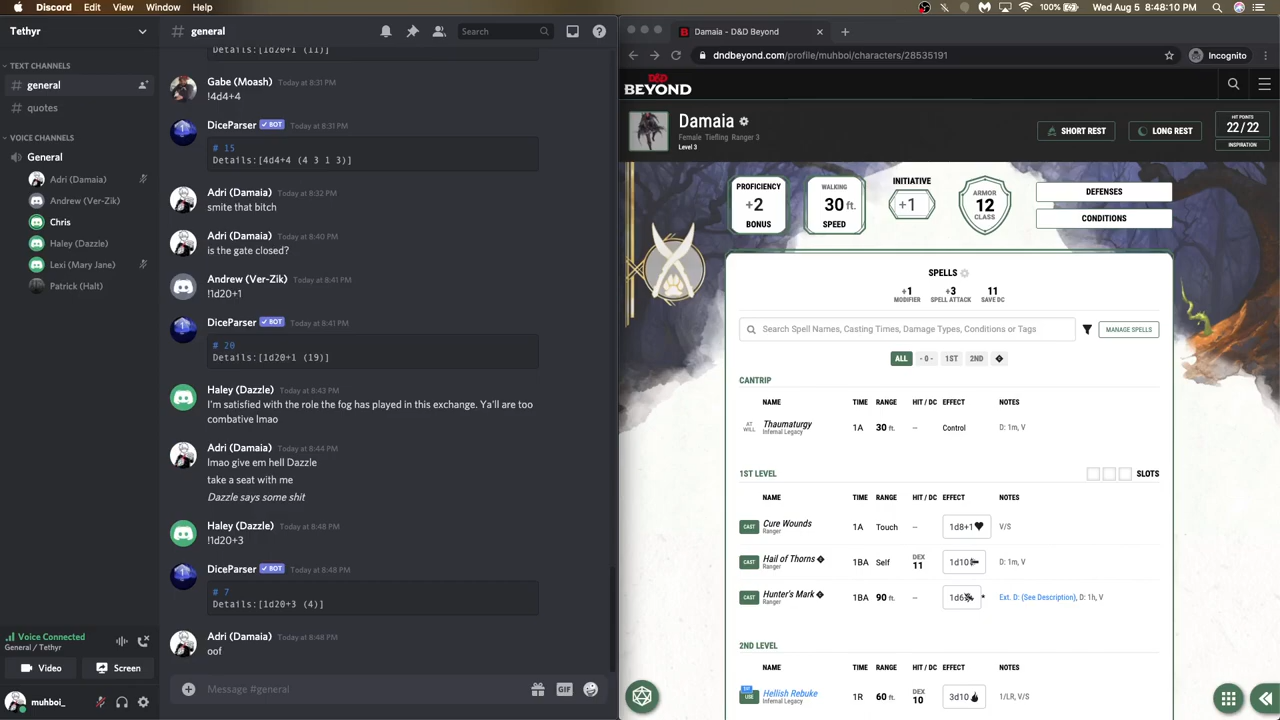 Tethyr
TEXT CHANNELS
# general
# quotes
VOICE CHANNELS
General
Adri (Damaia)
Andrew (Ver-Zik)
Chris
Haley (Dazzle)
Lexi (Mary Jane)
Patrick (Halt)
Voice Connected
General / Tethyr
Video
Screen
# general
Search
Details:[1d20+1 (11)]
Gabe (Moash) Today at 8:31 PM
!4d4+4
DiceParser BOT Today at 8:31 PM
# 15
Details:[4d4+4 (4 3 1 3)]
Adri (Damaia) Today at 8:32 PM
smite that bitch
Adri (Damaia) Today at 8:40 PM
is the gate closed?
Andrew (Ver-Zik) Today at 8:41 PM
!1d20+1
DiceParser BOT Today at 8:41 PM
# 20
Details:[1d20+1 (19)]
Haley (Dazzle) Today at 8:42 PM
I'm satisfied with the role the fog has played in this exchange. Ya'll are too
combative lmao
Adri (Damaia) Today at 8:44 PM
lmao give em hell Dazzle
take a seat with me
Dazzle says some shit
Haley (Dazzle) Today at 8:48 PM
!1d20+3
DiceParser BOT Today at 8:48 PM
# 7
Details:[1d20+3 (4)]
Adri (Damaia) Today at 8:48 PM
oof
Message #general
GIF
Damaia - D&D Beyond
dndbeyond.com/profile/muhboi/characters/28535191
Incognito
D&D
BEYOND
Damaia
Female Tiefling Ranger 3
Level 3
SHORT REST
LONG REST
HIT POINTS
22/22
INSPIRATION
PROFICIENCY
+2
BONUS
WALKING
30 ft.
SPEED
INITIATIVE
+1
ARMOR
12
CLASS
DEFENSES
CONDITIONS
SPELLS
+1 +3 11
MODIFIER SPELL ATTACK SAVE DC
Search Spell Names, Casting Times, Damage Types, Conditions or Tags
MANAGE SPELLS
ALL - 0 - 1ST 2ND
CANTRIP
NAME TIME RANGE HIT / DC EFFECT NOTES
AT WILL Thaumaturgy 1A 30 ft. -- Control D: 1m, V
Infernal Legacy
1ST LEVEL SLOTS
NAME TIME RANGE HIT / DC EFFECT NOTES
CAST Cure Wounds 1A Touch -- 1d8+1 V/S
Ranger
CAST Hail of Thorns 1BA Self DEX 11 1d10 D: 1m, V
Ranger
CAST Hunter's Mark 1BA 90 ft. -- 1d6 * Ext. D: (See Description), D: 1h, V
Ranger
2ND LEVEL
NAME TIME RANGE HIT / DC EFFECT NOTES
USE Hellish Rebuke 1R 60 ft. DEX 10 3d10 1/LR, V/S
Infernal Legacy